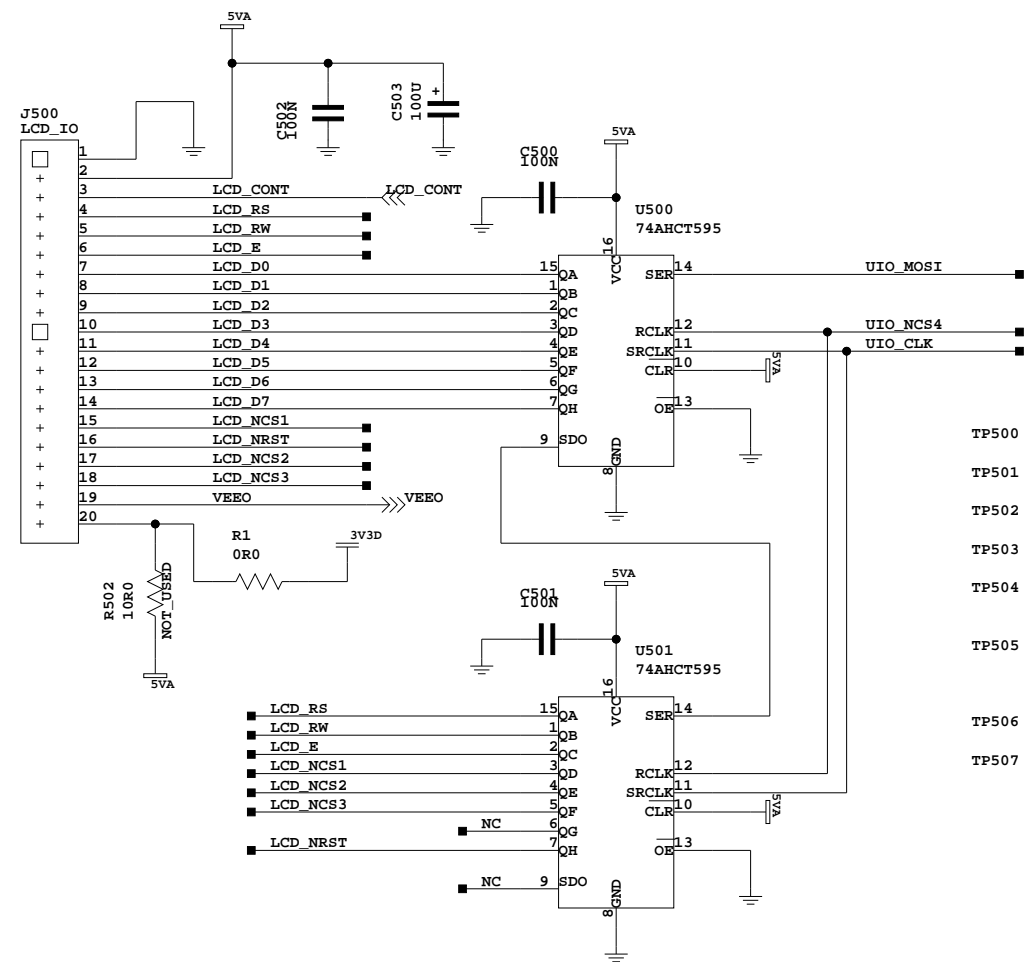 5VA
C502
100N
C503
100U
+
J500
LCD_IO
1
2
3 LCD_CONT LCD_CONT
4 LCD_RS
5 LCD_RW
6 LCD_E
7 LCD_D0
8 LCD_D1
9 LCD_D2
10 LCD_D3
11 LCD_D4
12 LCD_D5
13 LCD_D6
14 LCD_D7
15 LCD_NCS1
16 LCD_NRST
17 LCD_NCS2
18 LCD_NCS3
19 VEEO VEEO
20
R1
0R0
3V3D
R502
10R0
NOT_USED
5VA
5VA
C500
100N
U500
74AHCT595
16
VCC
15 QA SER 14 UIO_MOSI
1 QB
2 QC
3 QD RCLK 12 UIO_NCS4
4 QE SRCLK 11 UIO_CLK
5 QF CLR 10 5VA
6 QG
7 QH OE 13
9 SDO
8 GND
TP500
TP501
TP502
TP503
TP504
TP505
TP506
TP507
5VA
C501
100N
U501
74AHCT595
16
VCC
LCD_RS 15 QA SER 14
LCD_RW 1 QB
LCD_E 2 QC
LCD_NCS1 3 QD RCLK 12
LCD_NCS2 4 QE SRCLK 11
LCD_NCS3 5 QF CLR 10 5VA
NC 6 QG
LCD_NRST 7 QH OE 13
NC 9 SDO
8 GND